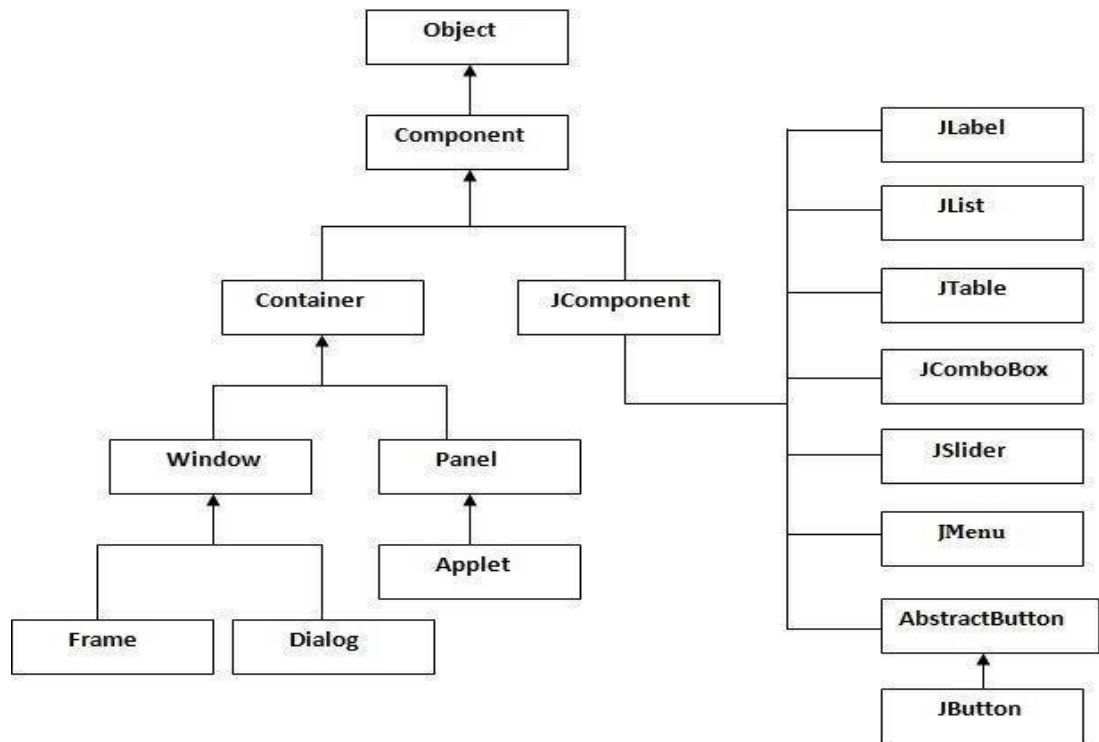 Object
Component
Container
JComponent
Window
Panel
Applet
Frame
Dialog
JLabel
JList
JTable
JComboBox
JSlider
JMenu
AbstractButton
JButton